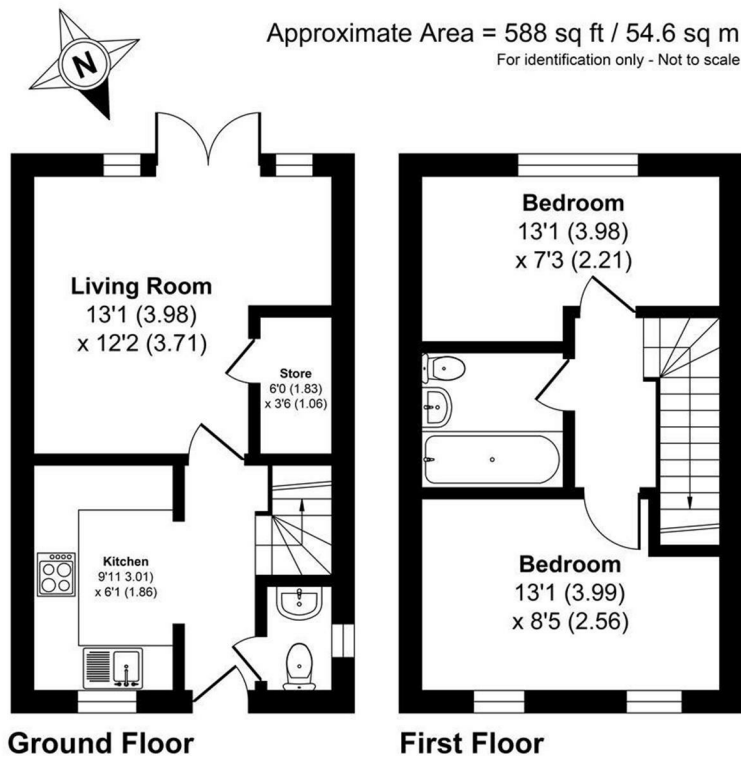 Approximate Area = 588 sq ft / 54.6 sq m
For identification only - Not to scale
N
Living Room
13'1 (3.98)
x 12'2 (3.71)
Store
6'0 (1.83)
x 3'6 (1.06)
Kitchen
9'11 3.01)
x 6'1 (1.86)
Ground Floor
Bedroom
13'1 (3.98)
x 7'3 (2.21)
Bedroom
13'1 (3.99)
x 8'5 (2.56)
First Floor